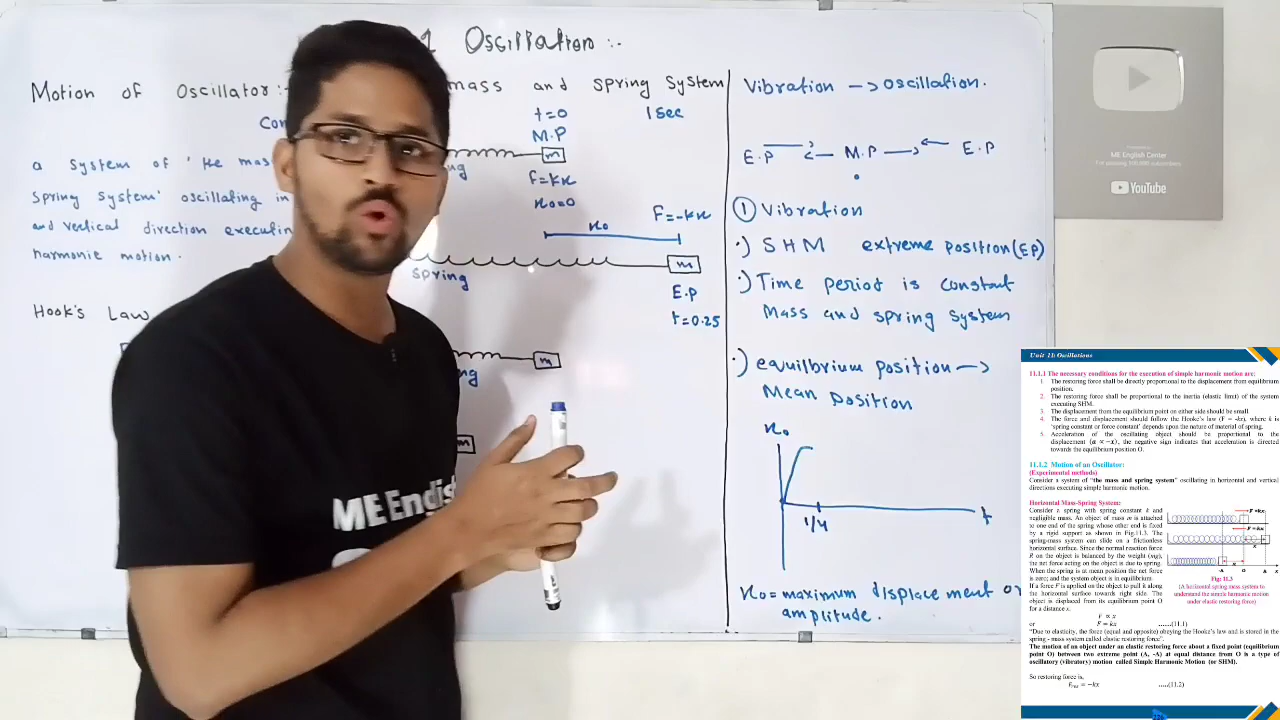 1 Oscillation:-
Motion of Oscillator:- mass and spring System
Con
a System of 'the mas
Spring System' oscillating in
and vertical direction executin
harmonic motion.
Hook's Law
t=0
1sec
M.P
m
F=kx
x0=0
F=-kx
x0
m
spring
E.P
t=0.25
m
Vibration -> oscillation.
E.P M.P E.P
① Vibration
·) SHM extreme position(EP)
·) Time period is constant
Mass and spring system
·) equilbrium position ->
Mean position
x0
1/4
t
x0 = maximum displacement or
amplitude.
ME English Center
YouTube
ME Englis
Unit 11: Oscillations
11.1.1 The necessary conditions for the execution of simple harmonic motion are:
1. The restoring force shall be directly proportional to the displacement from equilibrium
position.
2. The restoring force shall be proportional to the inertia (elastic limit) of the system
executing SHM.
3. The displacement from the equilibrium point on either side should be small.
4. The force and displacement should follow the Hooke's law (F = -kx), where k is
'spring constant or force constant' depends upon the nature of material of spring.
5. Acceleration of the oscillating object should be proportional to the
displacement (a ∝ -x), the negative sign indicates that acceleration is directed
towards the equilibrium position O.
11.1.2 Motion of an Oscillator:
(Experimental methods)
Consider a system of "the mass and spring system" oscillating in horizontal and vertical
directions executing simple harmonic motion.
Horizontal Mass-Spring System:
Consider a spring with spring constant k and
negligible mass. An object of mass m is attached
to one end of the spring whose other end is fixed
by a rigid support as shown in Fig.11.3. The
spring-mass system can slide on a frictionless
horizontal surface. Since the normal reaction force
R on the object is balanced by the weight (mg),
the net force acting on the object is due to spring.
When the spring is at mean position the net force
is zero; and the system object is in equilibrium
If a force F is applied on the object to pull it along
the horizontal surface towards right side. The
object is displaced from its equilibrium point O
for a distance x.
Fig: 11.3
(A horizontal spring mass system to
understand the simple harmonic motion
under elastic restoring force)
F ∝ x
or F = kx ......(11.1)
"Due to elasticity, the force (equal and opposite) obeying the Hooke's law and is stored in the
spring - mass system called elastic restoring force".
The motion of an object under an elastic restoring force about a fixed point (equilibrium
point O) between two extreme point (A, -A) at equal distance from O is a type of
oscillatory (vibratory) motion called Simple Harmonic Motion (or SHM).
So restoring force is,
Fres = -kx .....(11.2)